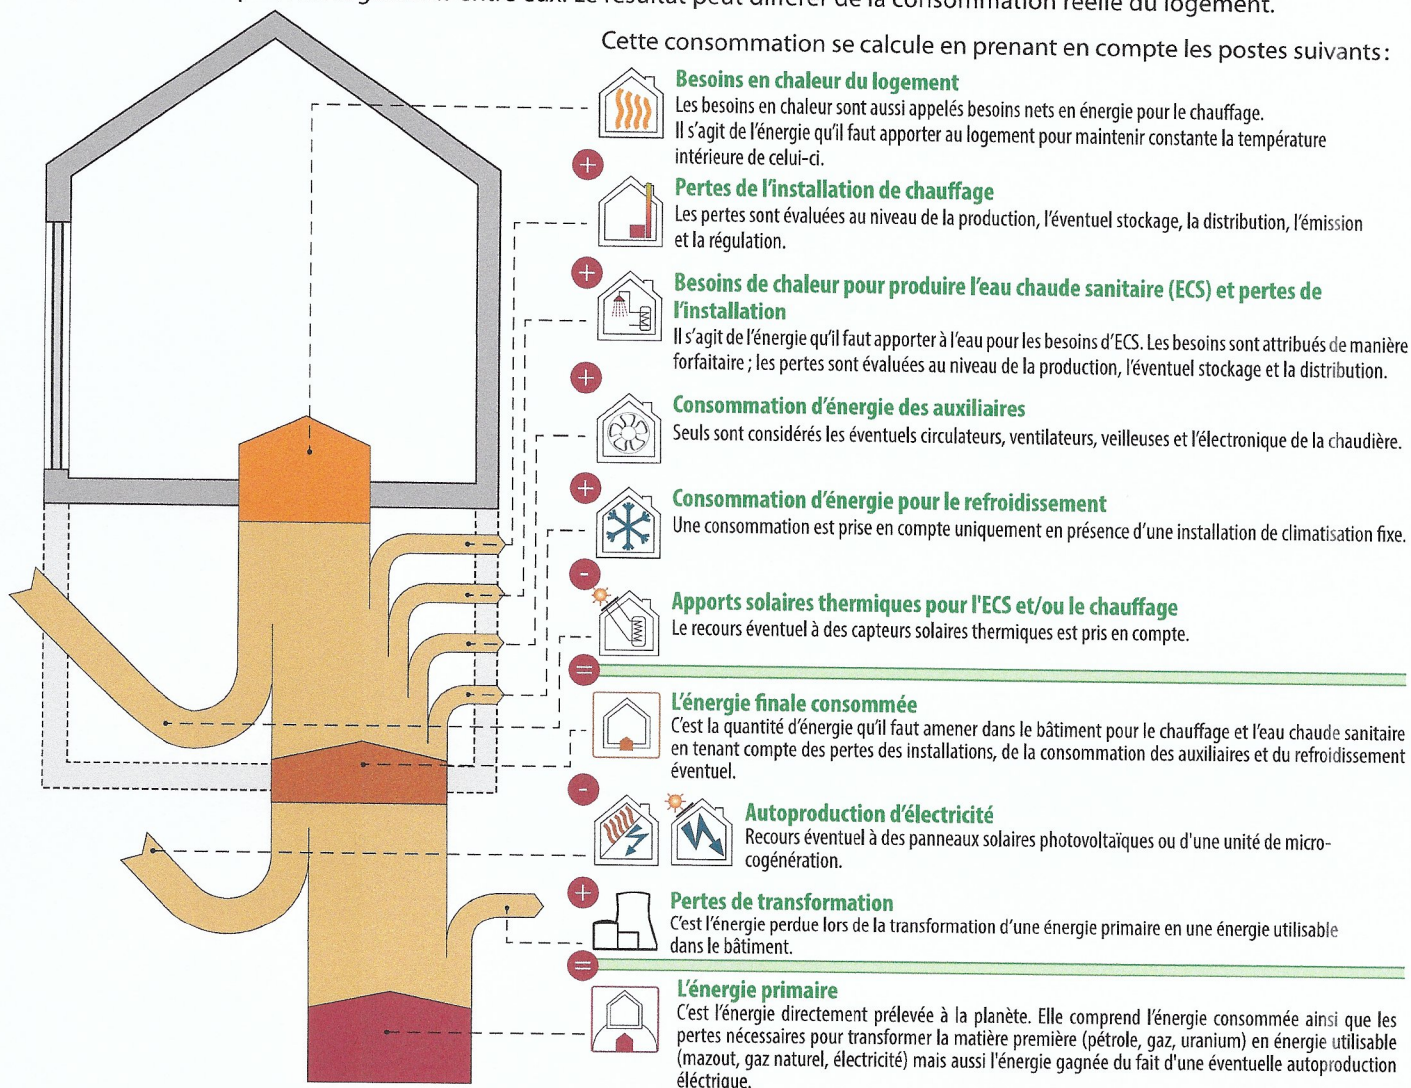 entre eux. Le résultat peut différer de la consommation réelle du logement.
Cette consommation se calcule en prenant en compte les postes suivants :
Besoins en chaleur du logement
Les besoins en chaleur sont aussi appelés besoins nets en énergie pour le chauffage.
Il s'agit de l'énergie qu'il faut apporter au logement pour maintenir constante la température
intérieure de celui-ci.
+
Pertes de l'installation de chauffage
Les pertes sont évaluées au niveau de la production, l'éventuel stockage, la distribution, l'émission
et la régulation.
+
Besoins de chaleur pour produire l'eau chaude sanitaire (ECS) et pertes de
l'installation
Il s'agit de l'énergie qu'il faut apporter à l'eau pour les besoins d'ECS. Les besoins sont attribués de manière
forfaitaire ; les pertes sont évaluées au niveau de la production, l'éventuel stockage et la distribution.
+
Consommation d'énergie des auxiliaires
Seuls sont considérés les éventuels circulateurs, ventilateurs, veilleuses et l'électronique de la chaudière.
+
Consommation d'énergie pour le refroidissement
Une consommation est prise en compte uniquement en présence d'une installation de climatisation fixe.
-
Apports solaires thermiques pour l'ECS et/ou le chauffage
Le recours éventuel à des capteurs solaires thermiques est pris en compte.
=
L'énergie finale consommée
C'est la quantité d'énergie qu'il faut amener dans le bâtiment pour le chauffage et l'eau chaude sanitaire
en tenant compte des pertes des installations, de la consommation des auxiliaires et du refroidissement
éventuel.
-
Autoproduction d'électricité
Recours éventuel à des panneaux solaires photovoltaïques ou d'une unité de micro-
cogénération.
+
Pertes de transformation
C'est l'énergie perdue lors de la transformation d'une énergie primaire en une énergie utilisable
dans le bâtiment.
=
L'énergie primaire
C'est l'énergie directement prélevée à la planète. Elle comprend l'énergie consommée ainsi que les
pertes nécessaires pour transformer la matière première (pétrole, gaz, uranium) en énergie utilisable
(mazout, gaz naturel, électricité) mais aussi l'énergie gagnée du fait d'une éventuelle autoproduction
éléctrique.